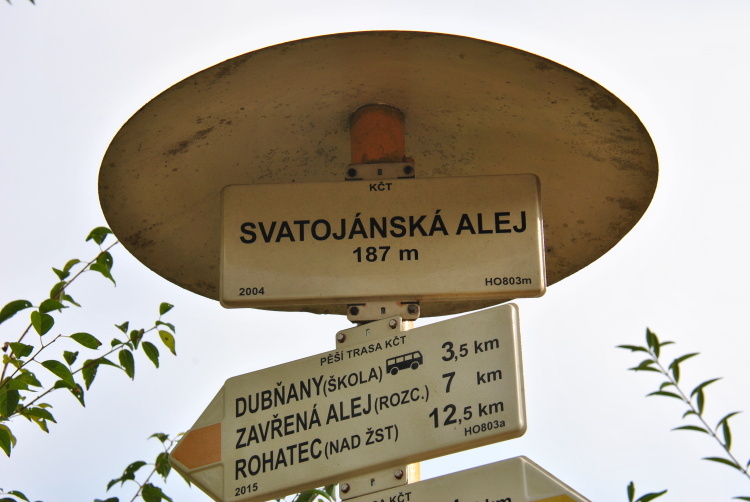 KČT
SVATOJÁNSKÁ ALEJ
187 m
2004 HO803m
PĚŠÍ TRASA KČT
DUBŇANY (ŠKOLA) 3,5 km
ZAVŘENÁ ALEJ (ROZC.) 7 km
ROHATEC (NAD ŽST) 12,5 km
2015 HO803a
TRASA KČT